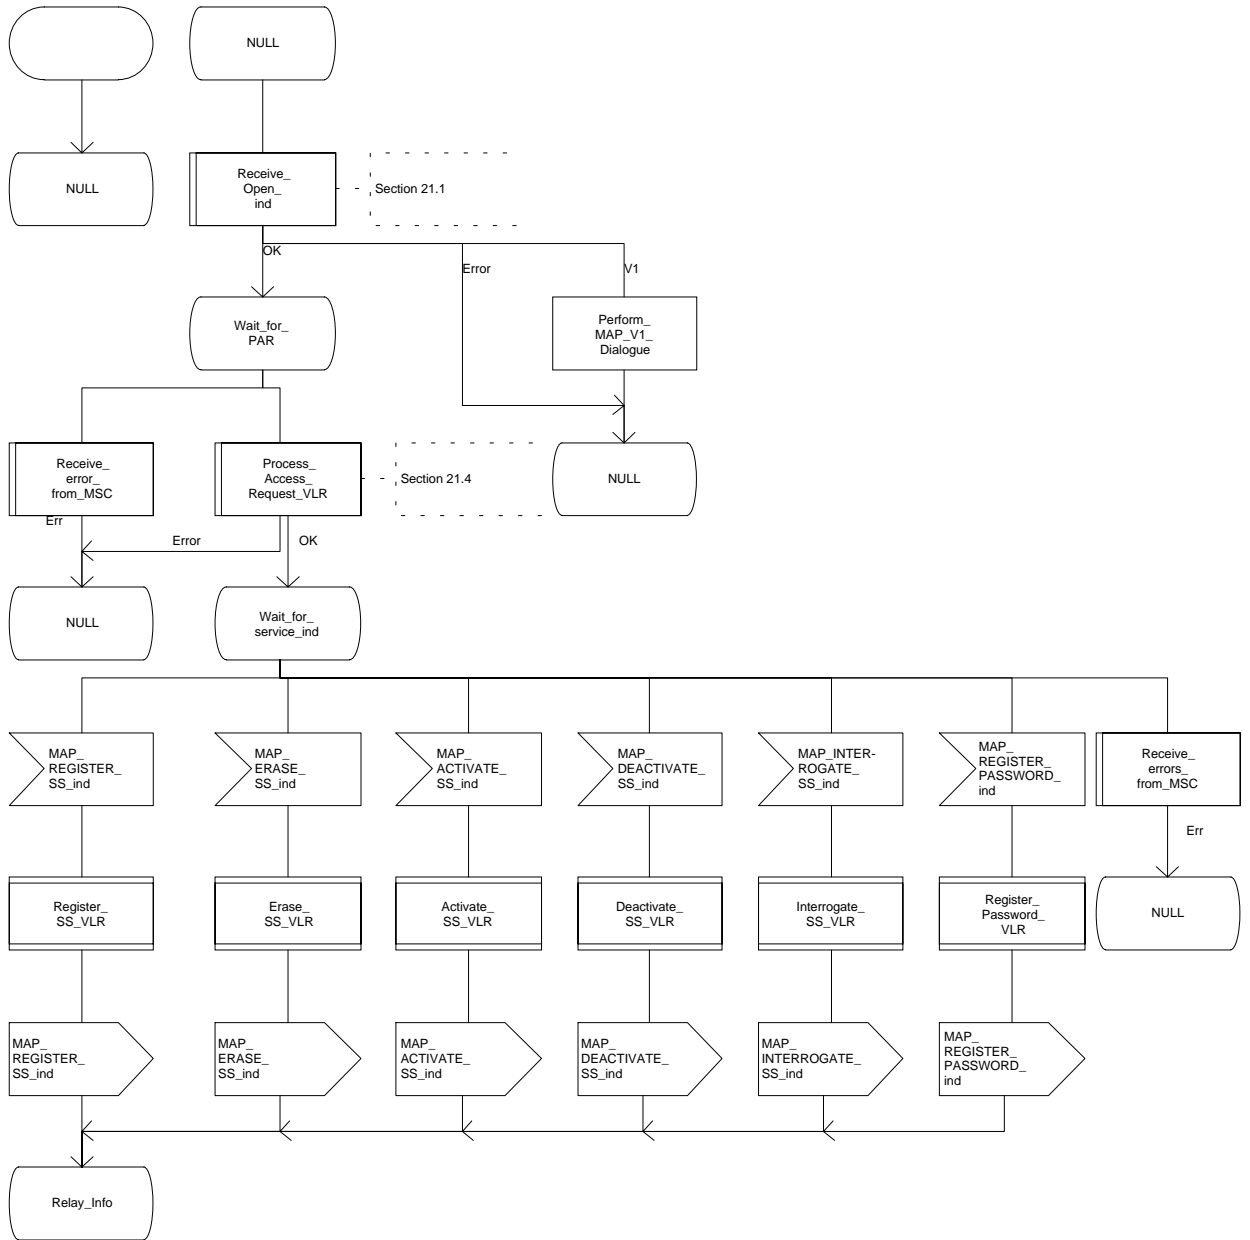 NULL
NULL
Receive_
Open_
ind
Section 21.1
OK
Error
V1
Wait_for_
PAR
Perform_
MAP_V1_
Dialogue
Receive_
error_
from_MSC
Process_
Access_
Request_VLR
Section 21.4
NULL
Err
Error
OK
NULL
Wait_for_
service_ind
MAP_
REGISTER_
SS_ind
MAP_
ERASE_
SS_ind
MAP_
ACTIVATE_
SS_ind
MAP_
DEACTIVATE_
SS_ind
MAP_INTER-
ROGATE_
SS_ind
MAP_
REGISTER_
PASSWORD_
ind
Receive_
errors_
from_MSC
Err
Register_
SS_VLR
Erase_
SS_VLR
Activate_
SS_VLR
Deactivate_
SS_VLR
Interrogate_
SS_VLR
Register_
Password_
VLR
NULL
MAP_
REGISTER_
SS_ind
MAP_
ERASE_
SS_ind
MAP_
ACTIVATE_
SS_ind
MAP_
DEACTIVATE_
SS_ind
MAP_
INTERROGATE_
SS_ind
MAP_
REGISTER_
PASSWORD_
ind
Relay_Info